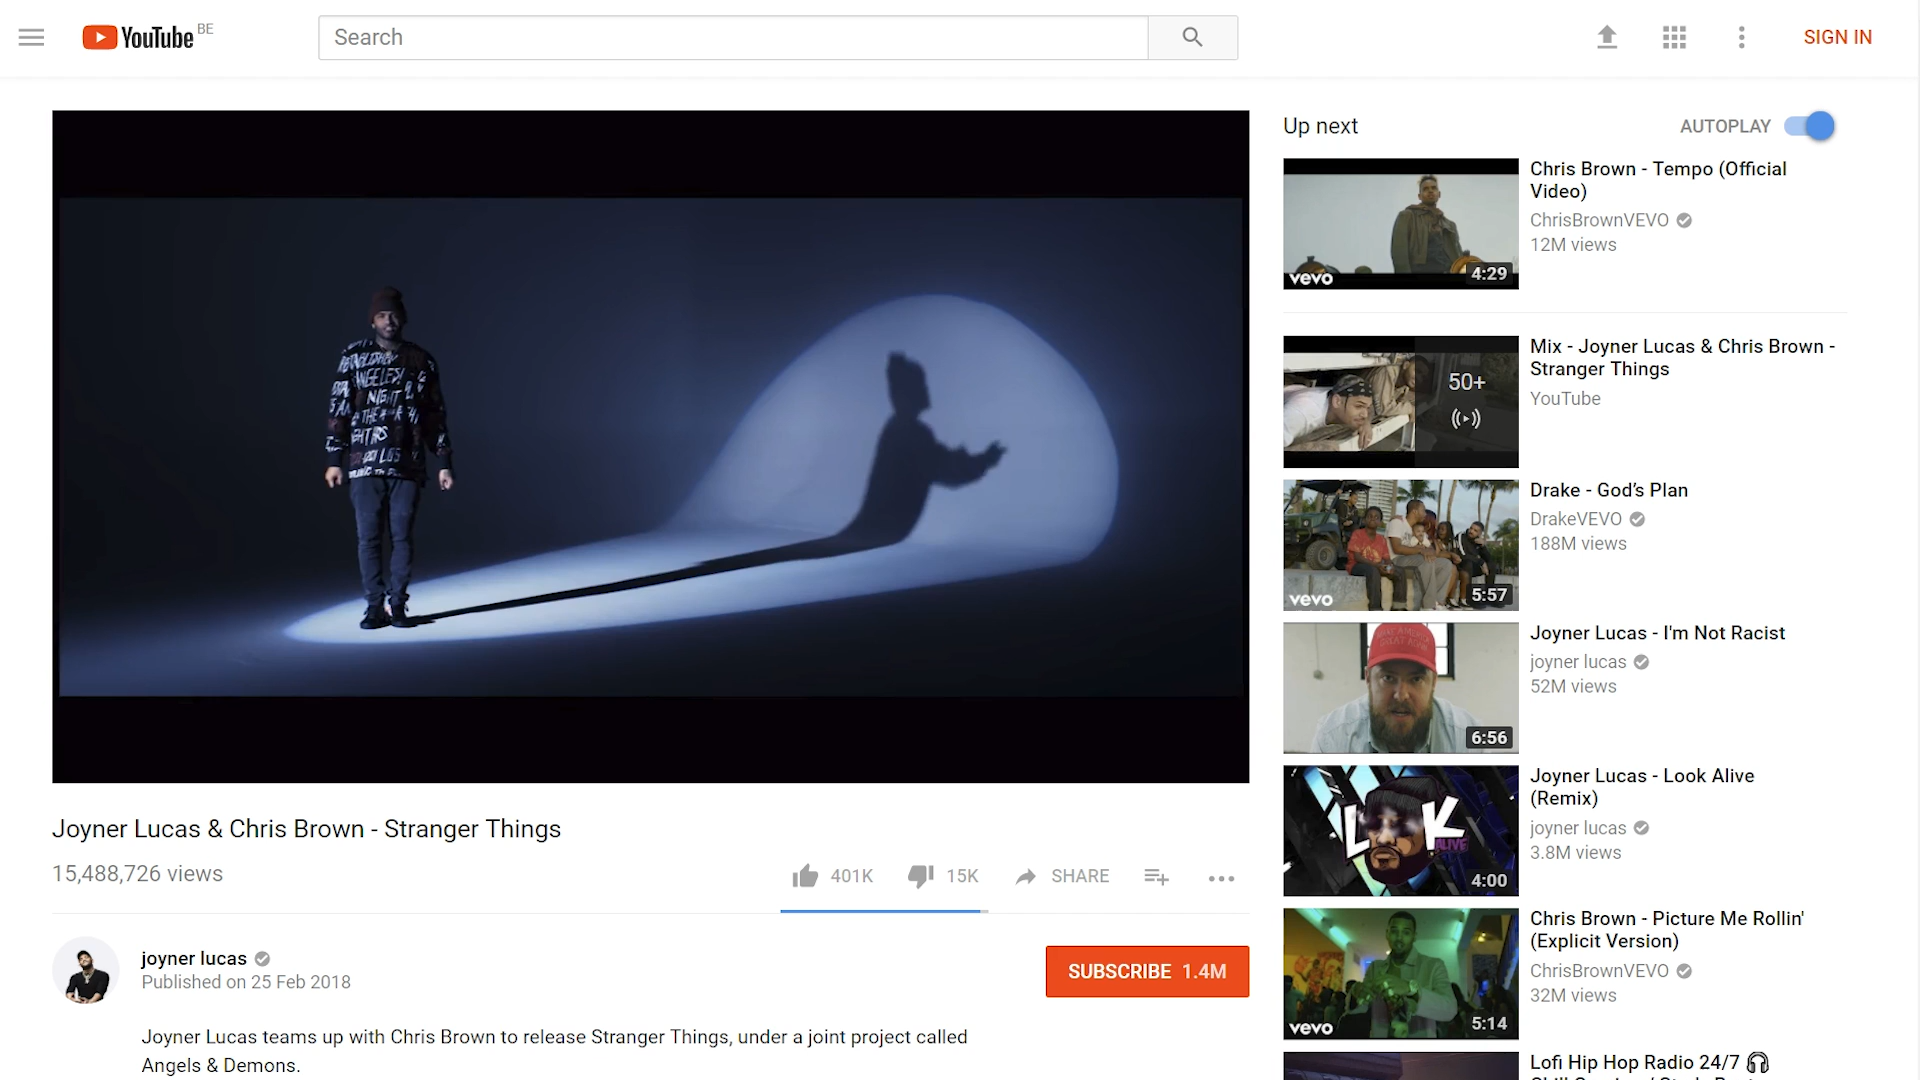 YouTube BE
Search
SIGN IN
ANGELES!
NIGHT
Joyner Lucas & Chris Brown - Stranger Things
15,488,726 views
401K
15K
SHARE
joyner lucas
Published on 25 Feb 2018
SUBSCRIBE 1.4M
Joyner Lucas teams up with Chris Brown to release Stranger Things, under a joint project called
Angels & Demons.
Up next
AUTOPLAY
vevo
4:29
Chris Brown - Tempo (Official
Video)
ChrisBrownVEVO
12M views
50+
Mix - Joyner Lucas & Chris Brown -
Stranger Things
YouTube
vevo
5:57
Drake - God’s Plan
DrakeVEVO
188M views
6:56
Joyner Lucas - I'm Not Racist
joyner lucas
52M views
ALIVE
4:00
Joyner Lucas - Look Alive
(Remix)
joyner lucas
3.8M views
vevo
5:14
Chris Brown - Picture Me Rollin'
(Explicit Version)
ChrisBrownVEVO
32M views
Lofi Hip Hop Radio 24/7 🎧